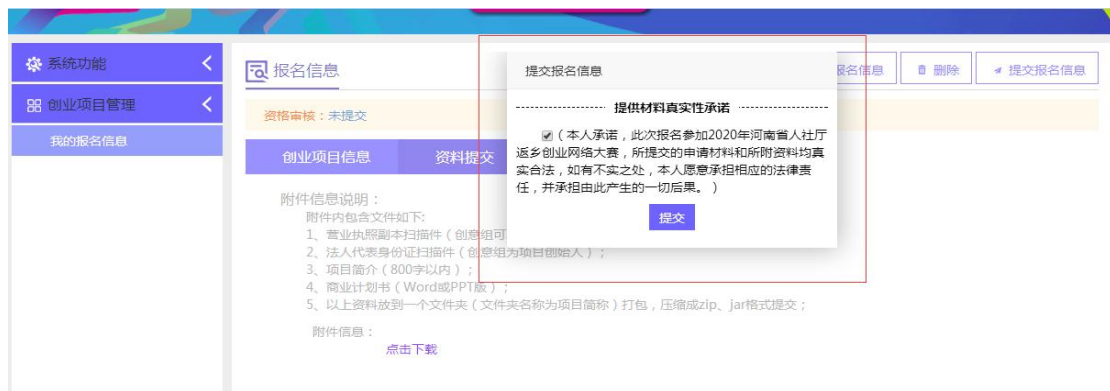 系统功能
创业项目管理
我的报名信息
报名信息
报名信息
删除
提交报名信息
资格审核：未提交
创业项目信息
资料提交
提交报名信息
提供材料真实性承诺
（本人承诺，此次报名参加2020年河南省人社厅
返乡创业网络大赛，所提交的申请材料和所附资料均真
实合法，如有不实之处，本人愿意承担相应的法律责
任，并承担由此产生的一切后果。）
提交
附件信息说明：
附件内包含文件如下:
1、营业执照副本扫描件（创意组可
2、法人代表身份证扫描件（创意组为项目创始人）；
3、项目简介（800字以内）；
4、商业计划书（Word或PPT版）；
5、以上资料放到一个文件夹（文件夹名称为项目简称）打包，压缩成zip、jar格式提交；
附件信息：
点击下载